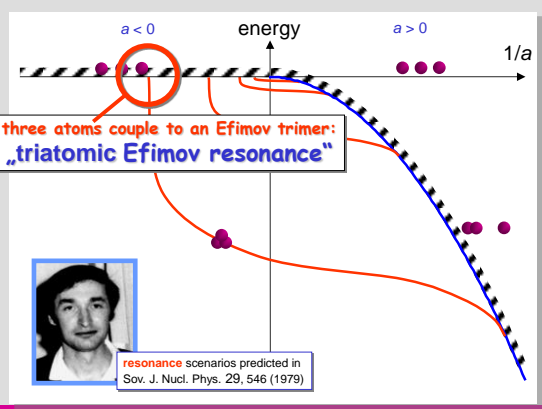 a < 0
energy
a > 0
1/a
three atoms couple to an Efimov trimer:
„triatomic Efimov resonance“
resonance scenarios predicted in
Sov. J. Nucl. Phys. 29, 546 (1979)